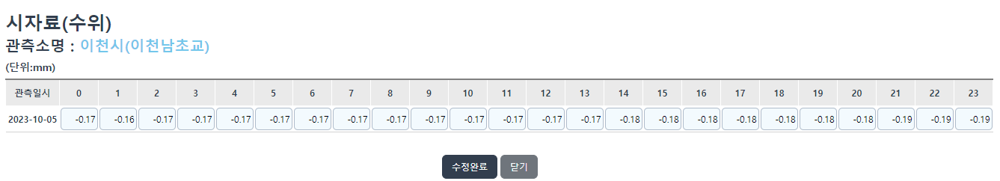 시자료(수위)
관측소명 : 이천시(이천남초교)
(단위:mm)
관측일시 0 1 2 3 4 5 6 7 8 9 10 11 12 13 14 15 16 17 18 19 20 21 22 23
2023-10-05 -0.17 -0.16 -0.17 -0.17 -0.17 -0.17 -0.17 -0.17 -0.17 -0.17 -0.17 -0.17 -0.17 -0.17 -0.18 -0.18 -0.18 -0.18 -0.18 -0.18 -0.18 -0.19 -0.19 -0.19
수정완료 닫기